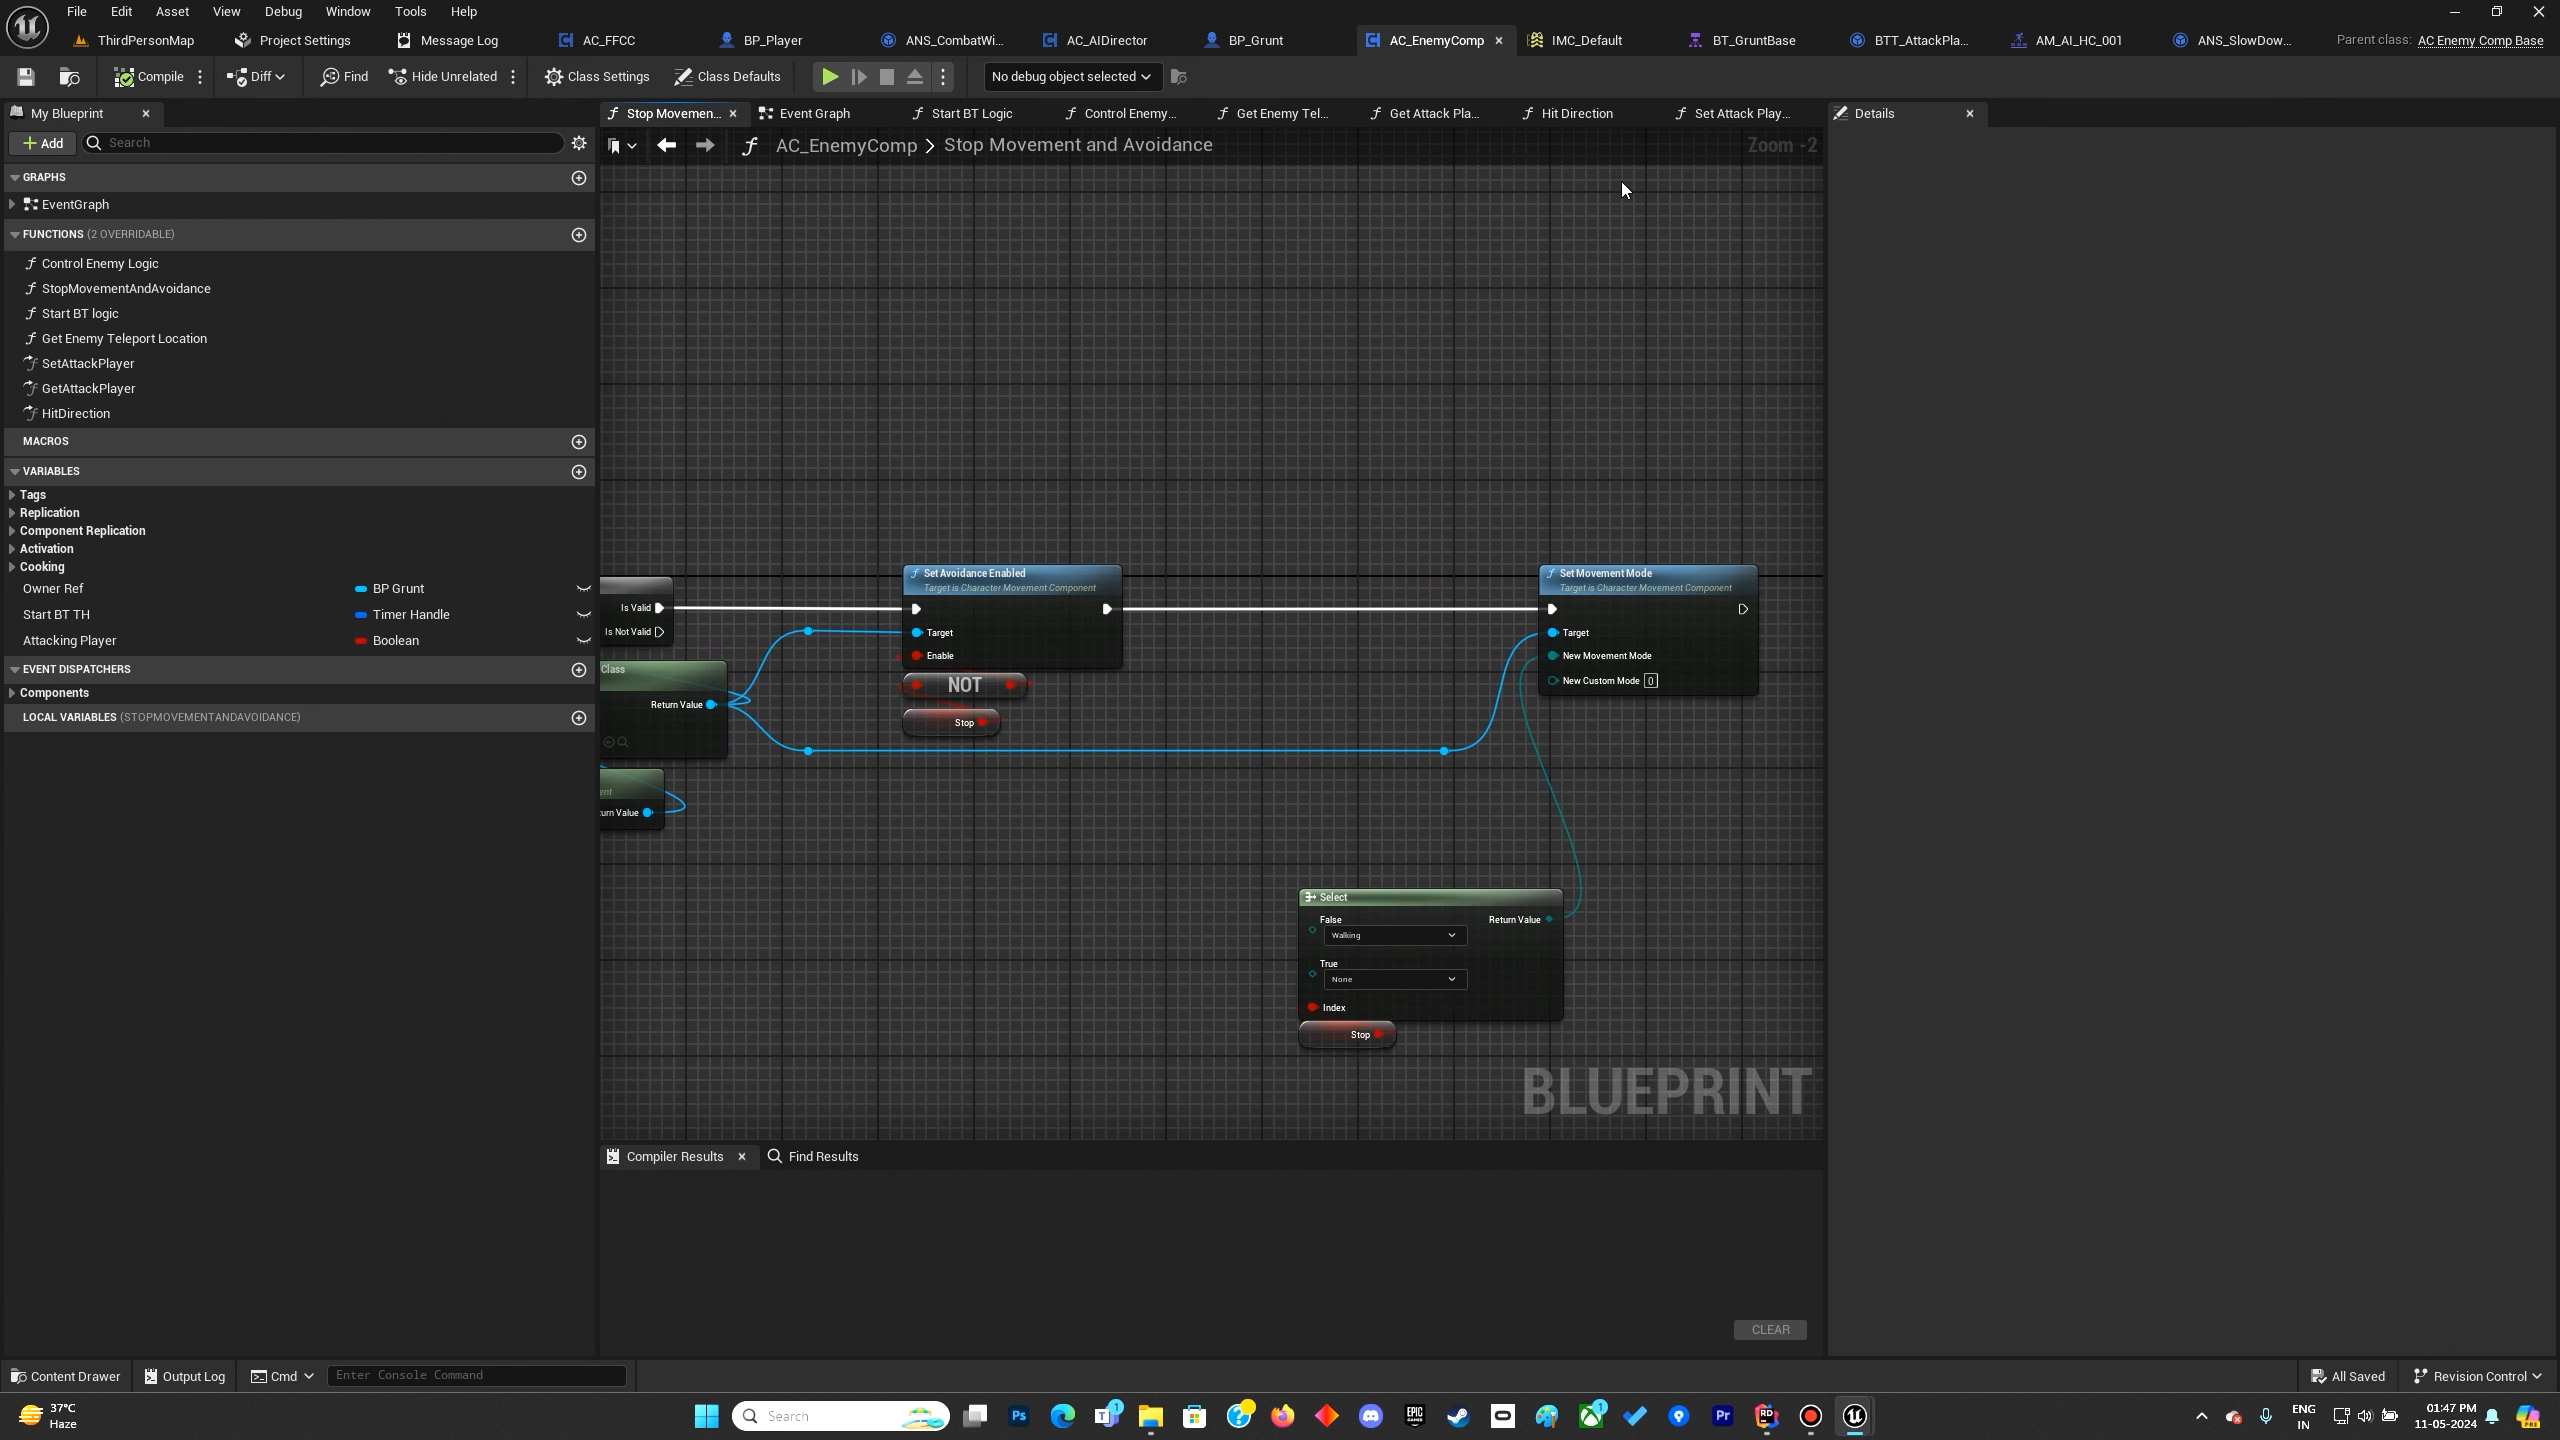 File Edit Asset View Debug Window Tools Help
ThirdPersonMap Project Settings Message Log AC_FFCC BP_Player ANS_CombatWi... AC_AIDirector BP_Grunt AC_EnemyComp IMC_Default BT_GruntBase BTT_AttackPla... AM_AI_HC_001 ANS_SlowDow... Parent class: AC Enemy Comp Base
Compile Diff Find Hide Unrelated Class Settings Class Defaults No debug object selected
My Blueprint
Stop Movemen... Event Graph Start BT Logic Control Enemy... Get Enemy Tel... Get Attack Pla... Hit Direction Set Attack Play...
Details
Add Search
AC_EnemyComp > Stop Movement and Avoidance
Zoom -2
GRAPHS
EventGraph
FUNCTIONS (2 OVERRIDABLE)
Control Enemy Logic
StopMovementAndAvoidance
Start BT logic
Get Enemy Teleport Location
SetAttackPlayer
GetAttackPlayer
HitDirection
MACROS
VARIABLES
Tags
Replication
Component Replication
Activation
Cooking
Owner Ref BP Grunt
Start BT TH Timer Handle
Attacking Player Boolean
EVENT DISPATCHERS
Components
LOCAL VARIABLES (STOPMOVEMENTANDAVOIDANCE)
Is Valid
Is Not Valid
Class
Return Value
ent
urn Value
Set Avoidance Enabled
Target is Character Movement Component
Target
Enable
NOT
Stop
Set Movement Mode
Target is Character Movement Component
Target
New Movement Mode
New Custom Mode 0
Select
False
Return Value
Walking
True
None
Index
Stop
BLUEPRINT
Compiler Results
Find Results
CLEAR
Content Drawer Output Log Cmd Enter Console Command
All Saved Revision Control
37°C
Haze
Search
ENG
IN
01:47 PM
11-05-2024